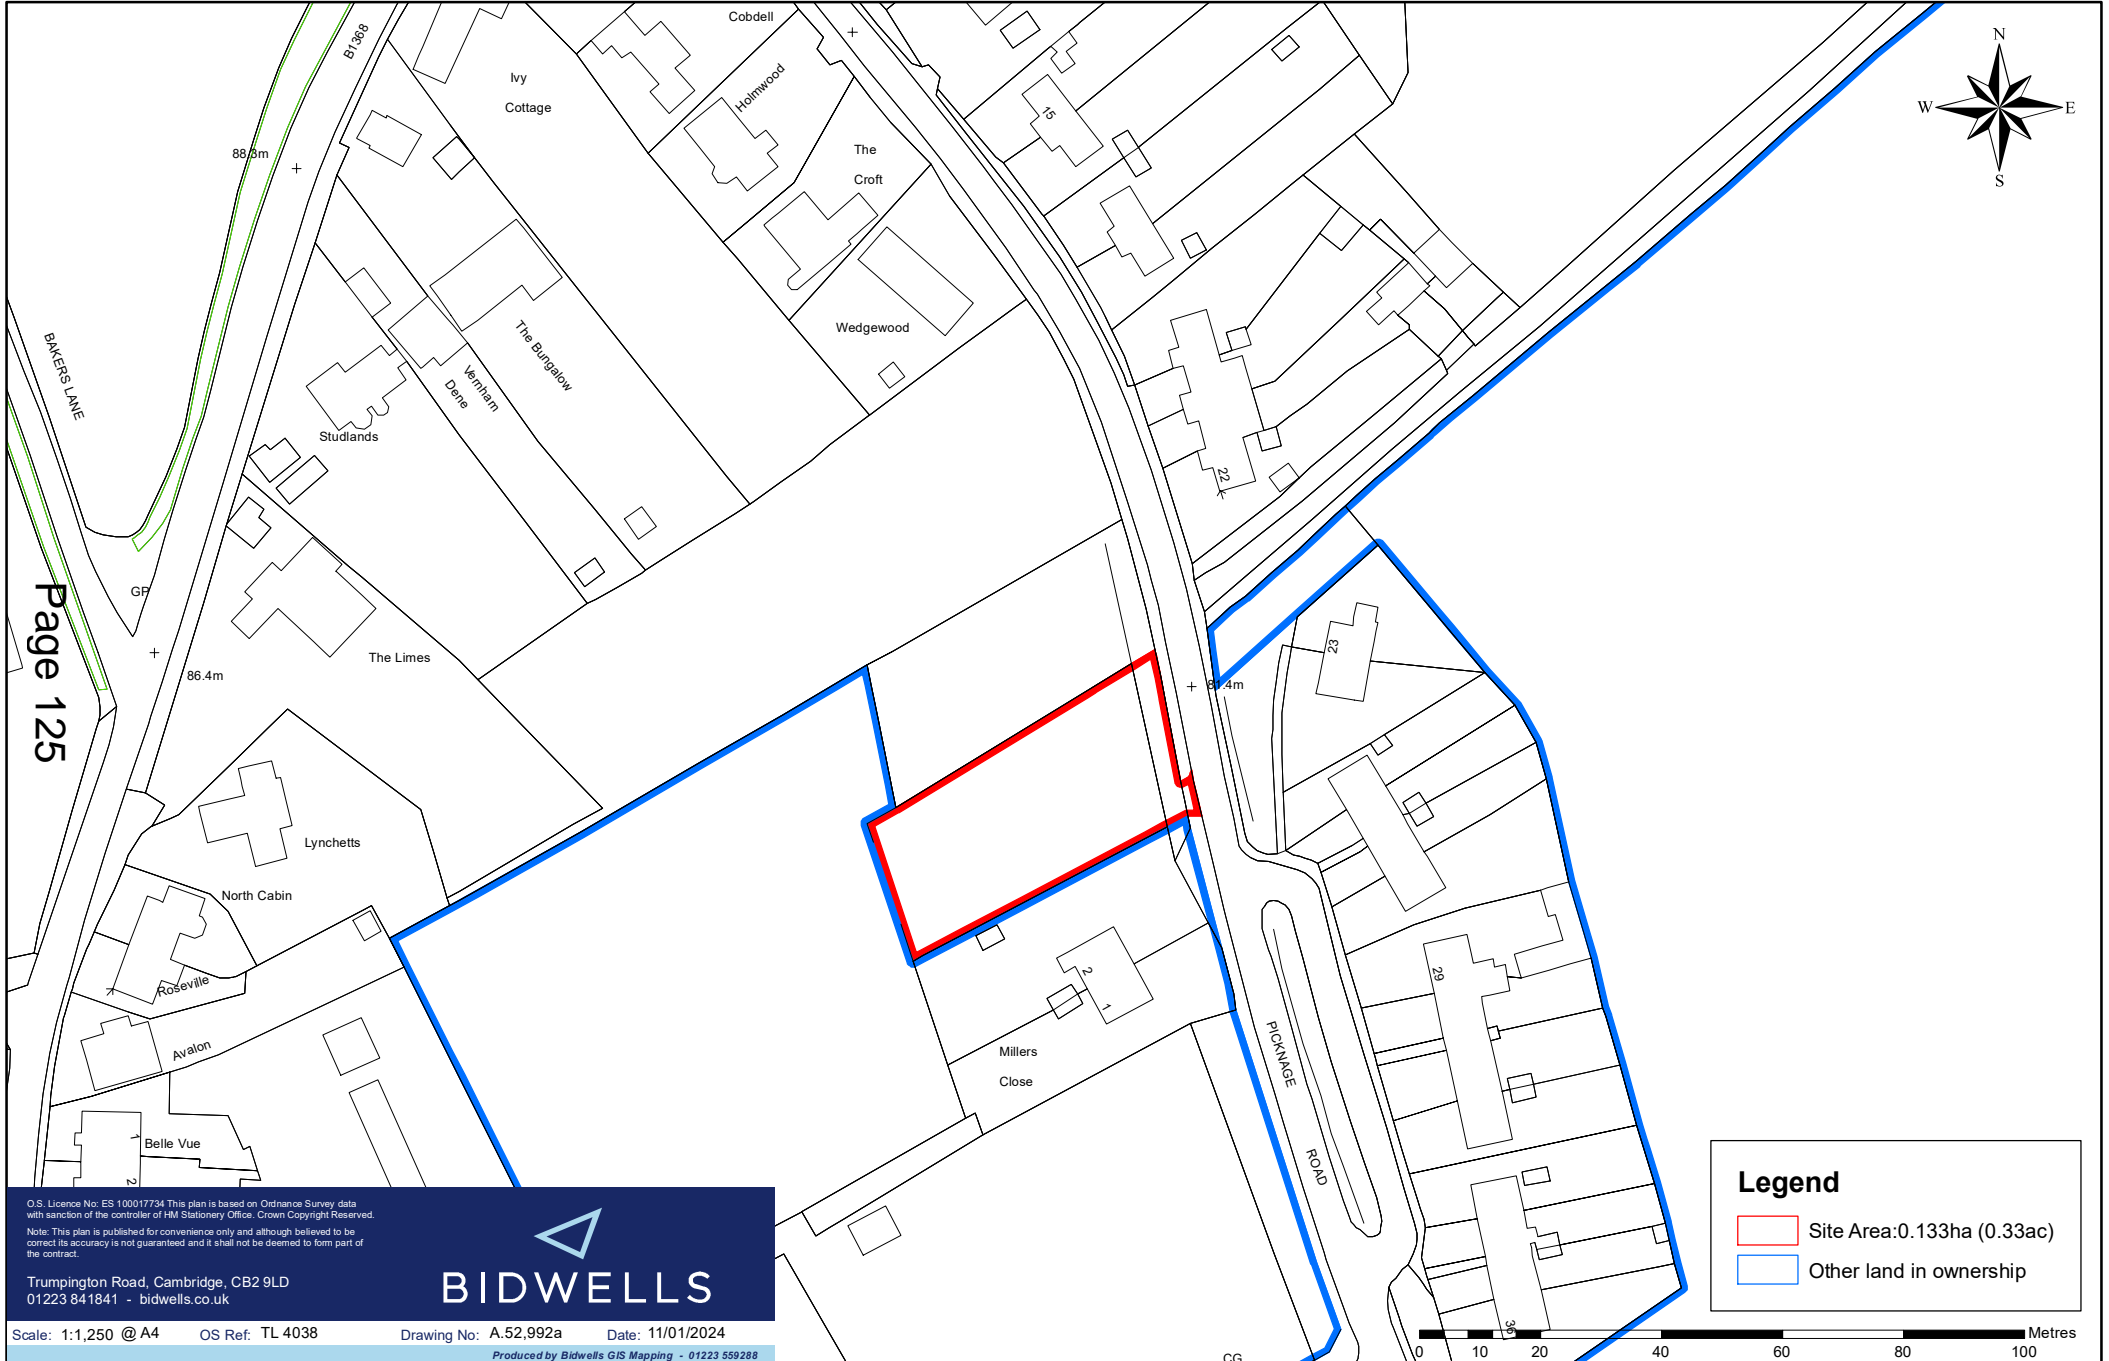 Cobdell
B1368
Ivy
Cottage
Holmwood
15
N
W
E
S
88.3m
The
Croft
Wedgewood
BAKERS LANE
The Bungalow
Vernham
Dene
Studlands
22
GP
Page 125
The Limes
86.4m
23
81.4m
Lynchetts
North Cabin
Roseville
Avalon
29
2
1
Millers
Close
PICKNAGE
ROAD
1
Belle Vue
2
36
CG
O.S. Licence No: ES 100017734 This plan is based on Ordnance Survey data
with sanction of the controller of HM Stationery Office. Crown Copyright Reserved.
Note: This plan is published for convenience only and although believed to be
correct its accuracy is not guaranteed and it shall not be deemed to form part of
the contract.
Trumpington Road, Cambridge, CB2 9LD
01223 841841 - bidwells.co.uk
BIDWELLS
Scale: 1:1,250 @ A4 OS Ref: TL 4038 Drawing No: A.52,992a Date: 11/01/2024
Produced by Bidwells GIS Mapping - 01223 559288
Legend
Site Area:0.133ha (0.33ac)
Other land in ownership
Metres
0 10 20 40 60 80 100